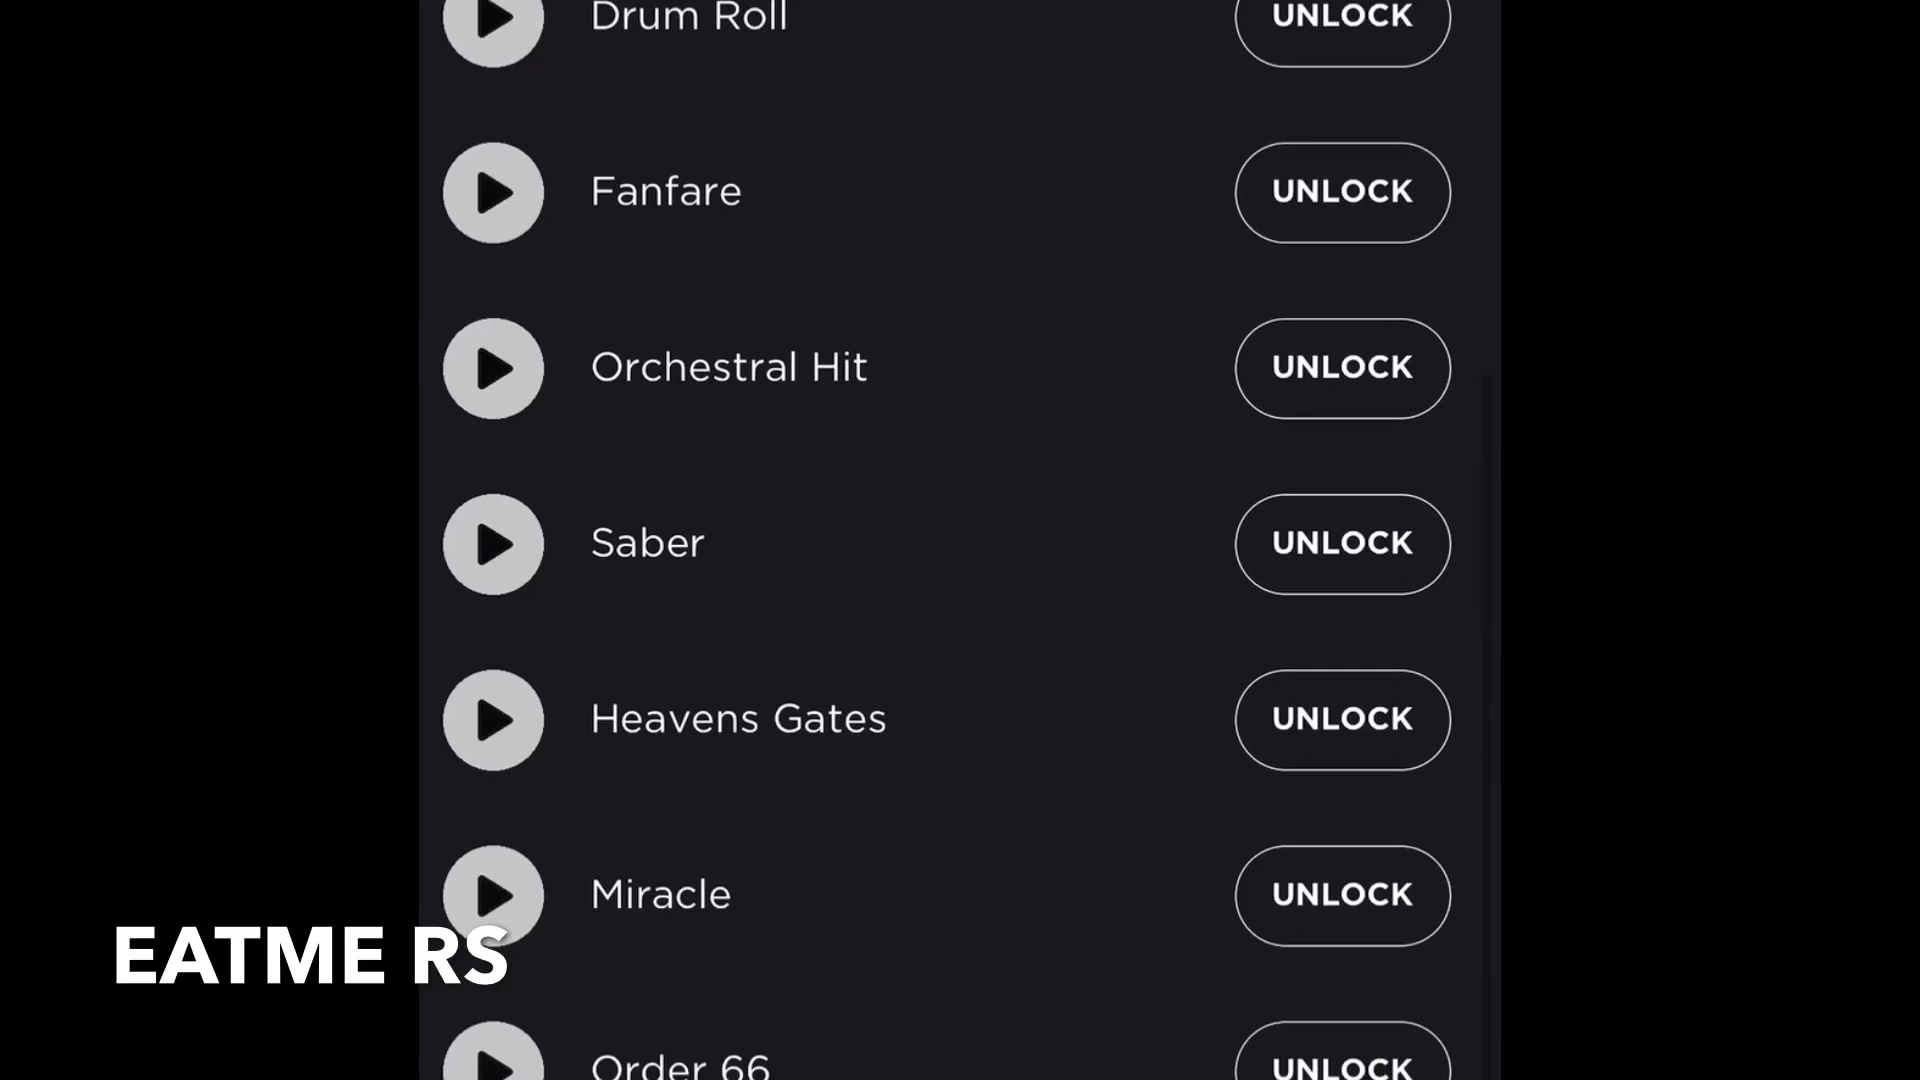 Drum Roll UNLOCK
Fanfare UNLOCK
Orchestral Hit UNLOCK
Saber UNLOCK
Heavens Gates UNLOCK
Miracle UNLOCK
EATME RS
Order 66 UNLOCK